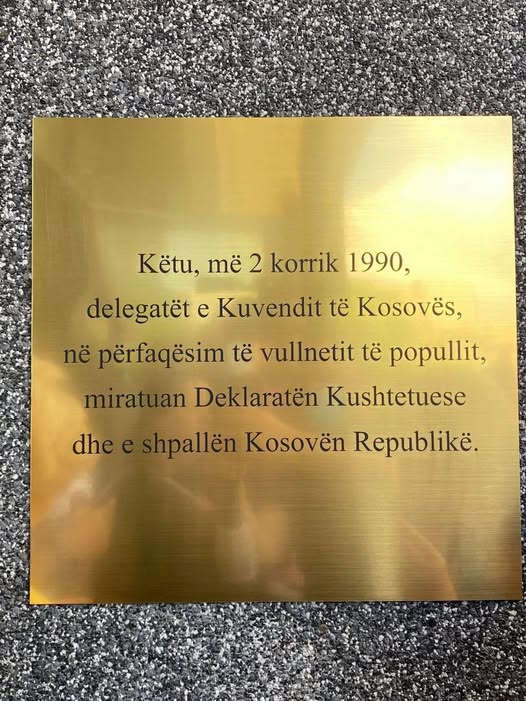 Këtu, më 2 korrik 1990,
delegatët e Kuvendit të Kosovës,
në përfaqësim të vullnetit të popullit,
miratuan Deklaratën Kushtetuese
dhe e shpallën Kosovën Republikë.